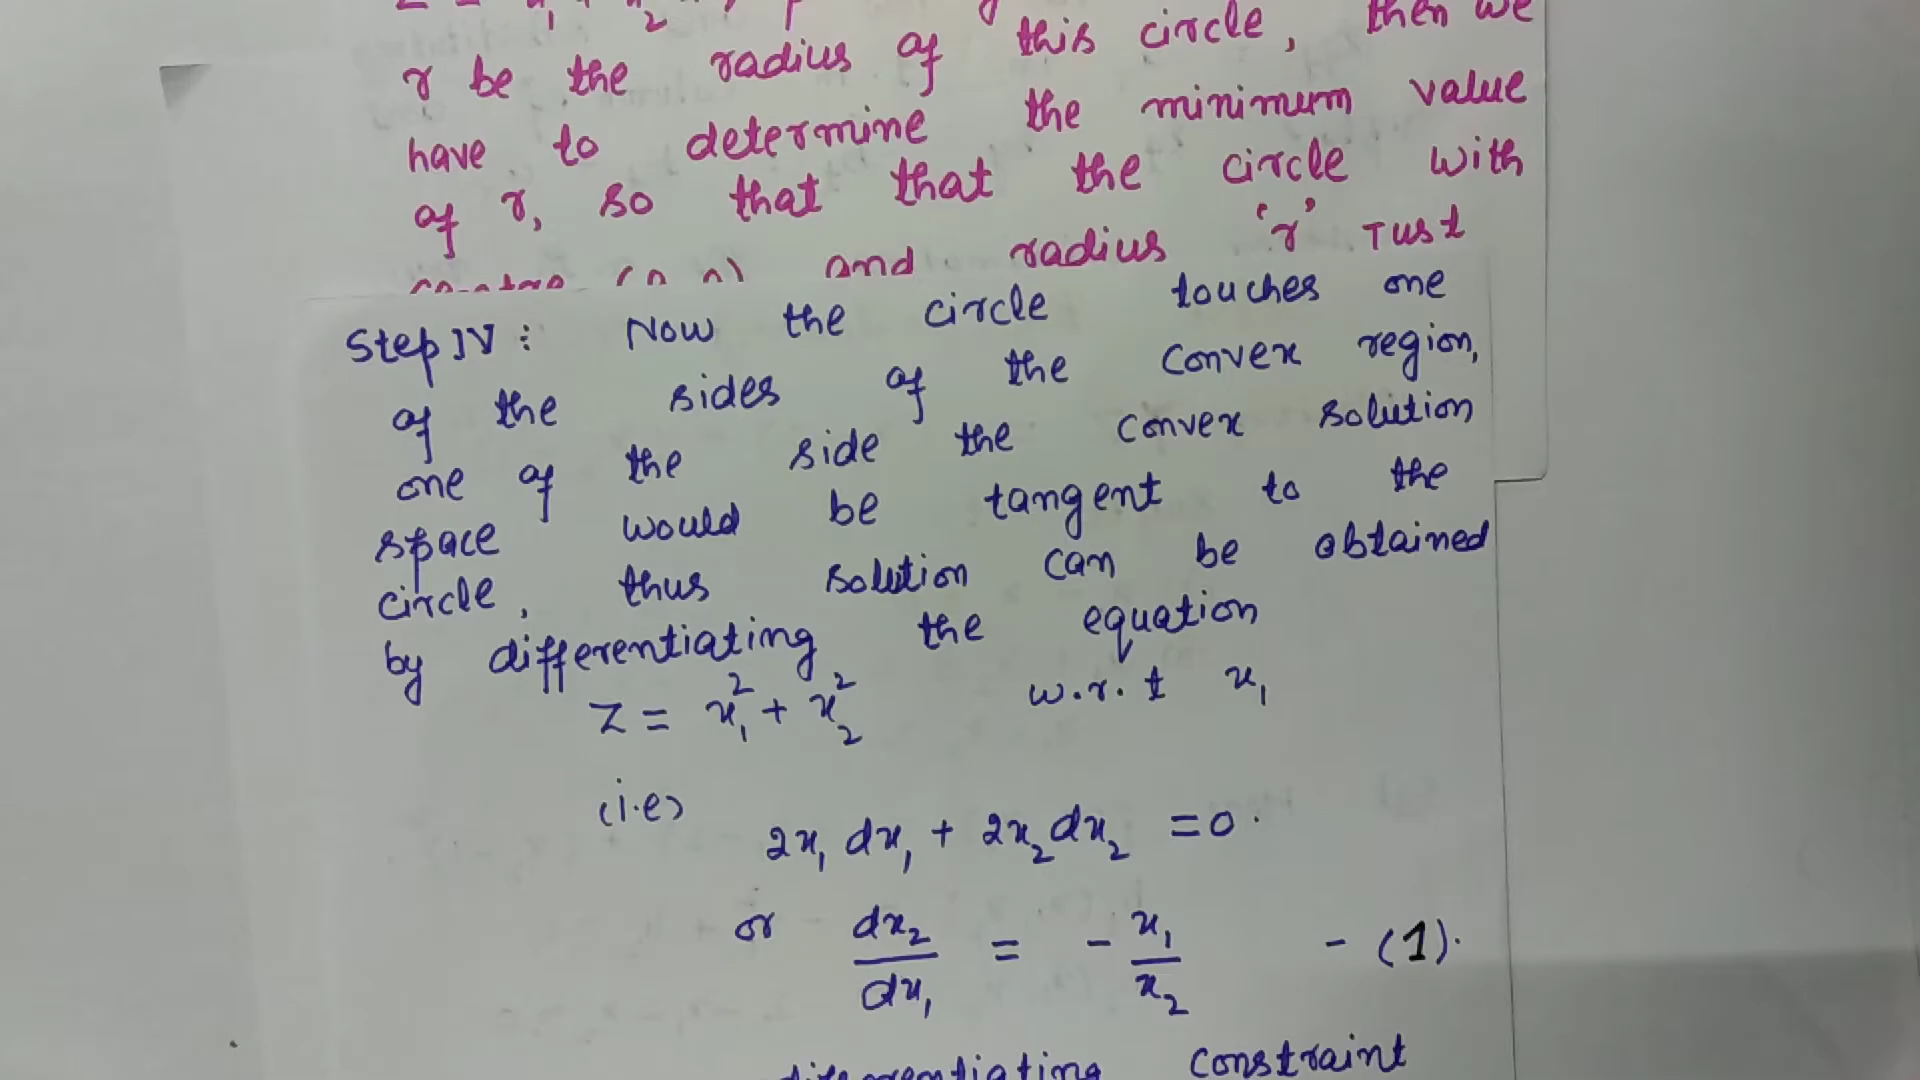 r be the radius of this circle, then we
have to determine the minimum value
of r, so that that the circle with
and radius 'r' Just
Step IV: Now the circle touches one
of the sides of the convex region,
one of the side the convex solution
space would be tangent to the
circle, thus solution can be obtained
by differentiating the equation
Z = x₁² + x₂² w.r.t x₁
(i.e)
2x₁ dx₁ + 2x₂ dx₂ = 0.
or dx₂/dx₁ = - x₁/x₂ - (1).
differentiating constraint